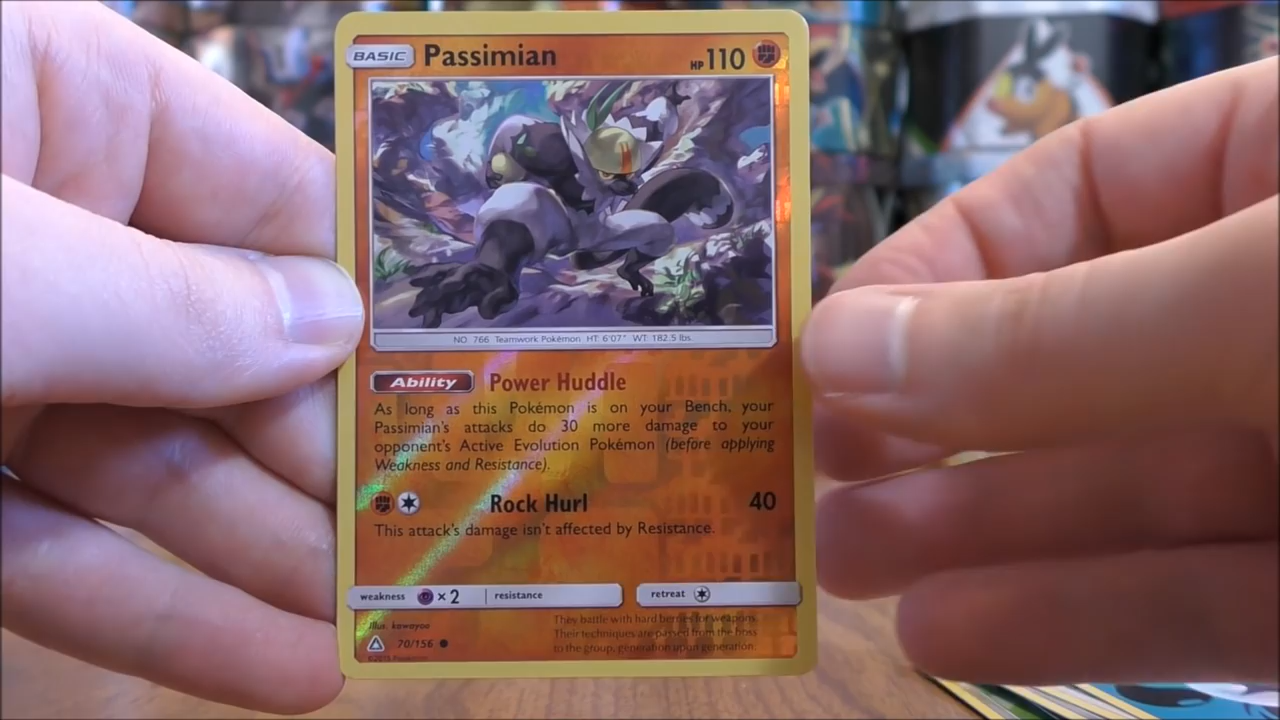 BASIC Passimian HP 110
NO. 766 Teamwork Pokémon HT: 6'07" WT: 182.5 lbs
Ability Power Huddle
As long as this Pokémon is on your Bench, your
Passimian's attacks do 30 more damage to your
opponent's Active Evolution Pokémon (before applying
Weakness and Resistance).
Rock Hurl 40
This attack's damage isn't affected by Resistance.
weakness ×2 resistance retreat
Illus. kawayoo
They battle with hard berries for weapons.
Their techniques are passed from the boss
to the group, generation upon generation.
70/156